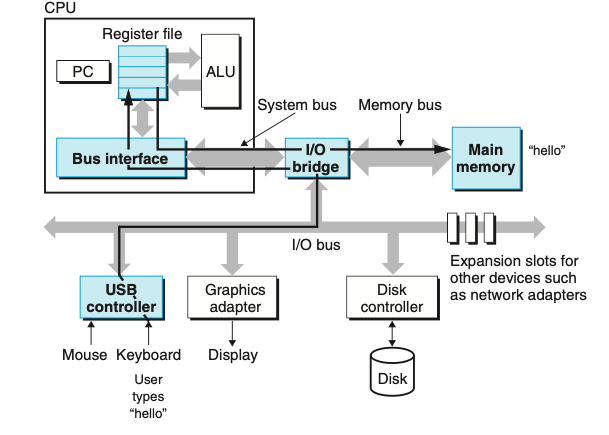 CPU
Register file
PC
ALU
System bus
Memory bus
Bus interface
I/O
bridge
Main
memory
“hello”
I/O bus
Expansion slots for
other devices such
as network adapters
USB
controller
Graphics
adapter
Disk
controller
Mouse
Keyboard
Display
Disk
User
types
“hello”